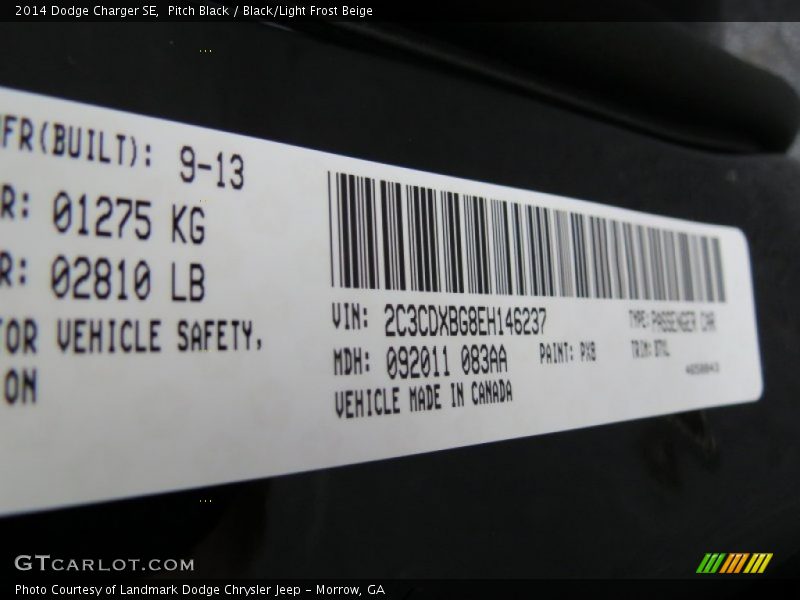 2014 Dodge Charger SE, Pitch Black / Black/Light Frost Beige
FR(BUILT): 9-13
R: 01275 KG
R: 02810 LB
OR VEHICLE SAFETY,
ON
VIN: 2C3CDXBG8EH146237
TYPE: PASSENGER CAR
MDH: 092011 083AA
PAINT: PX8
TRIM:
VEHICLE MADE IN CANADA
GTCARLOT.COM
Photo Courtesy of Landmark Dodge Chrysler Jeep - Morrow, GA